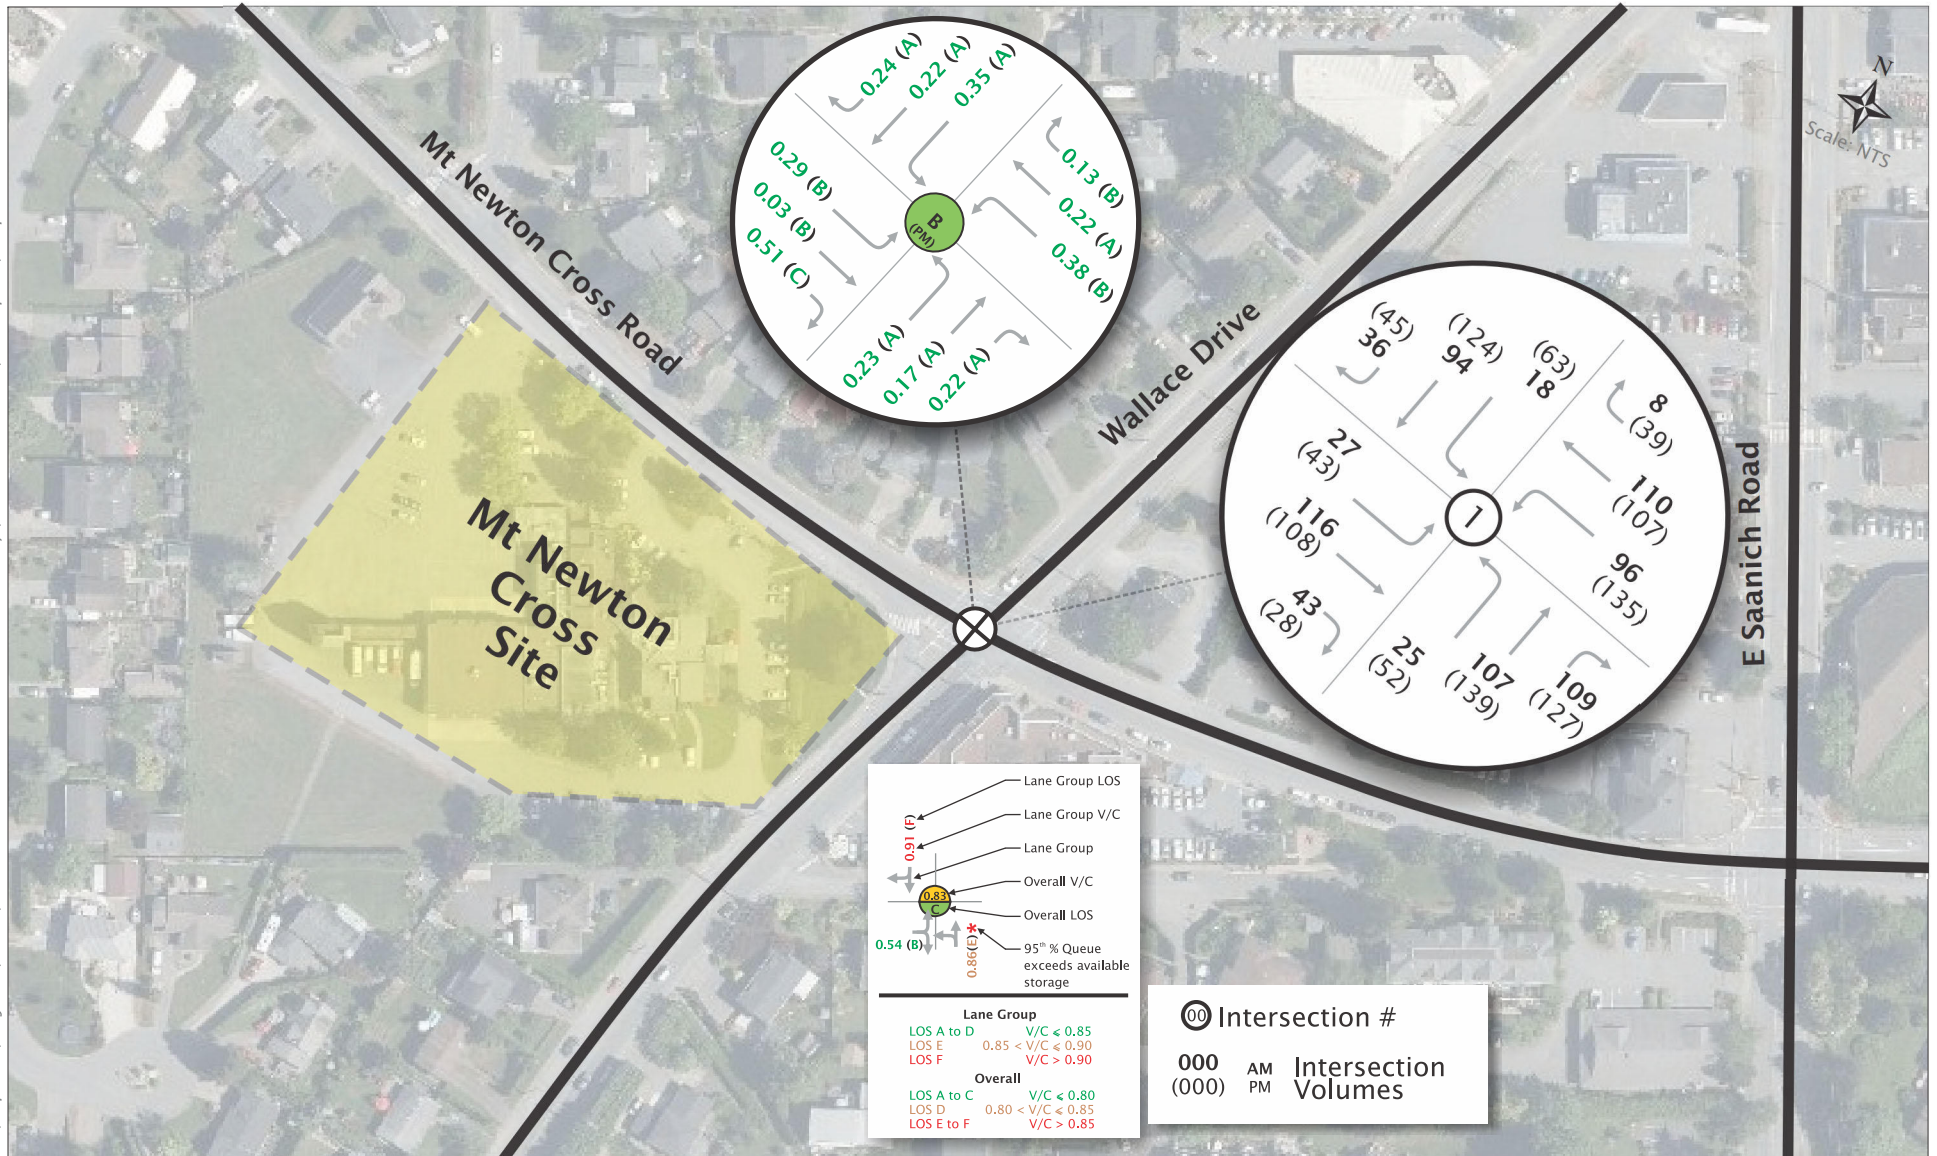 Mt Newton Cross Road
Wallace Drive
E Saanich Road
N
Scale: NTS
Mt Newton
Cross
Site
0.24 (A)
0.22 (A)
0.35 (A)
0.29 (B)
0.03 (B)
0.51 (C)
B
(PM)
0.13 (B)
0.22 (A)
0.38 (B)
0.23 (A)
0.17 (A)
0.22 (A)
(45)
36
(124)
94
(63)
18
8
(39)
110
(107)
96
(135)
27
(43)
116
(108)
43
(28)
1
25
(52)
107
(139)
109
(127)
Lane Group LOS
Lane Group V/C
Lane Group
Overall V/C
Overall LOS
95th % Queue
exceeds available
storage
0.91 (F)
0.83
C
0.54 (B)
0.86(E)*
Lane Group
LOS A to D V/C ⩽ 0.85
LOS E 0.85 < V/C ⩽ 0.90
LOS F V/C > 0.90
Overall
LOS A to C V/C ⩽ 0.80
LOS D 0.80 < V/C ⩽ 0.85
LOS E to F V/C > 0.85
00 Intersection #
000 AM Intersection
(000) PM Volumes